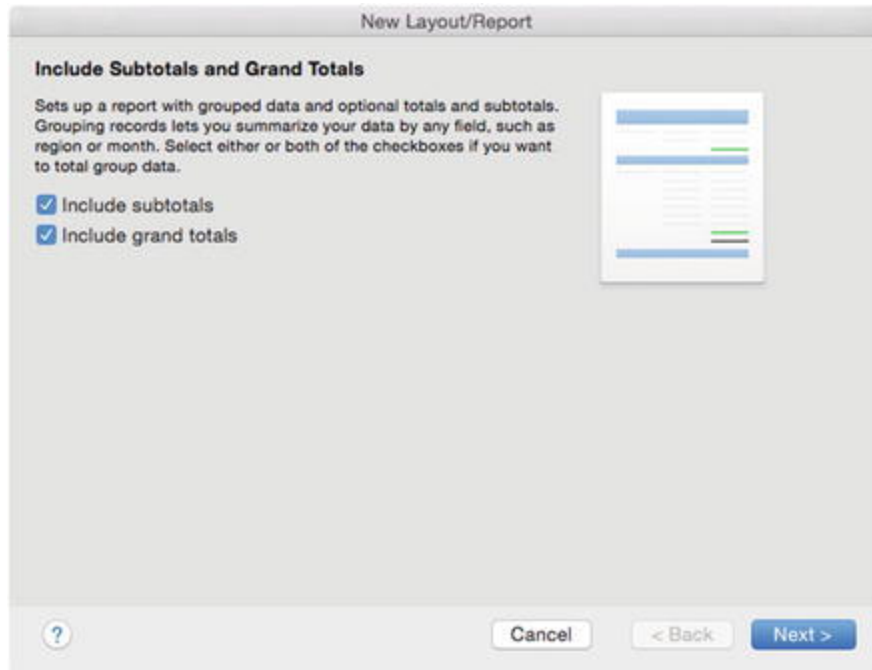 New Layout/Report
Include Subtotals and Grand Totals
Sets up a report with grouped data and optional totals and subtotals.
Grouping records lets you summarize your data by any field, such as
region or month. Select either or both of the checkboxes if you want
to total group data.
Include subtotals
Include grand totals
?
Cancel
< Back
Next >